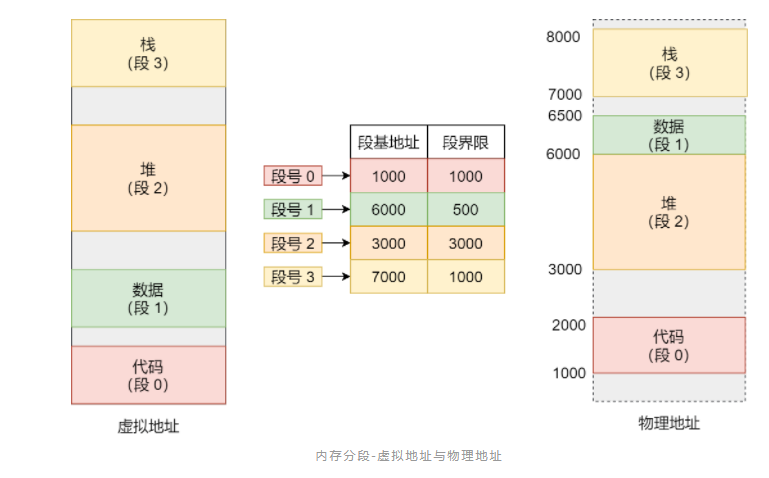 栈
（段 3）
堆
（段 2）
数据
（段 1）
代码
（段 0）
虚拟地址
段基地址 段界限
段号 0 1000 1000
段号 1 6000 500
段号 2 3000 3000
段号 3 7000 1000
8000
栈
（段 3）
7000
6500
数据
（段 1）
6000
堆
（段 2）
3000
2000
代码
（段 0）
1000
物理地址
内存分段-虚拟地址与物理地址